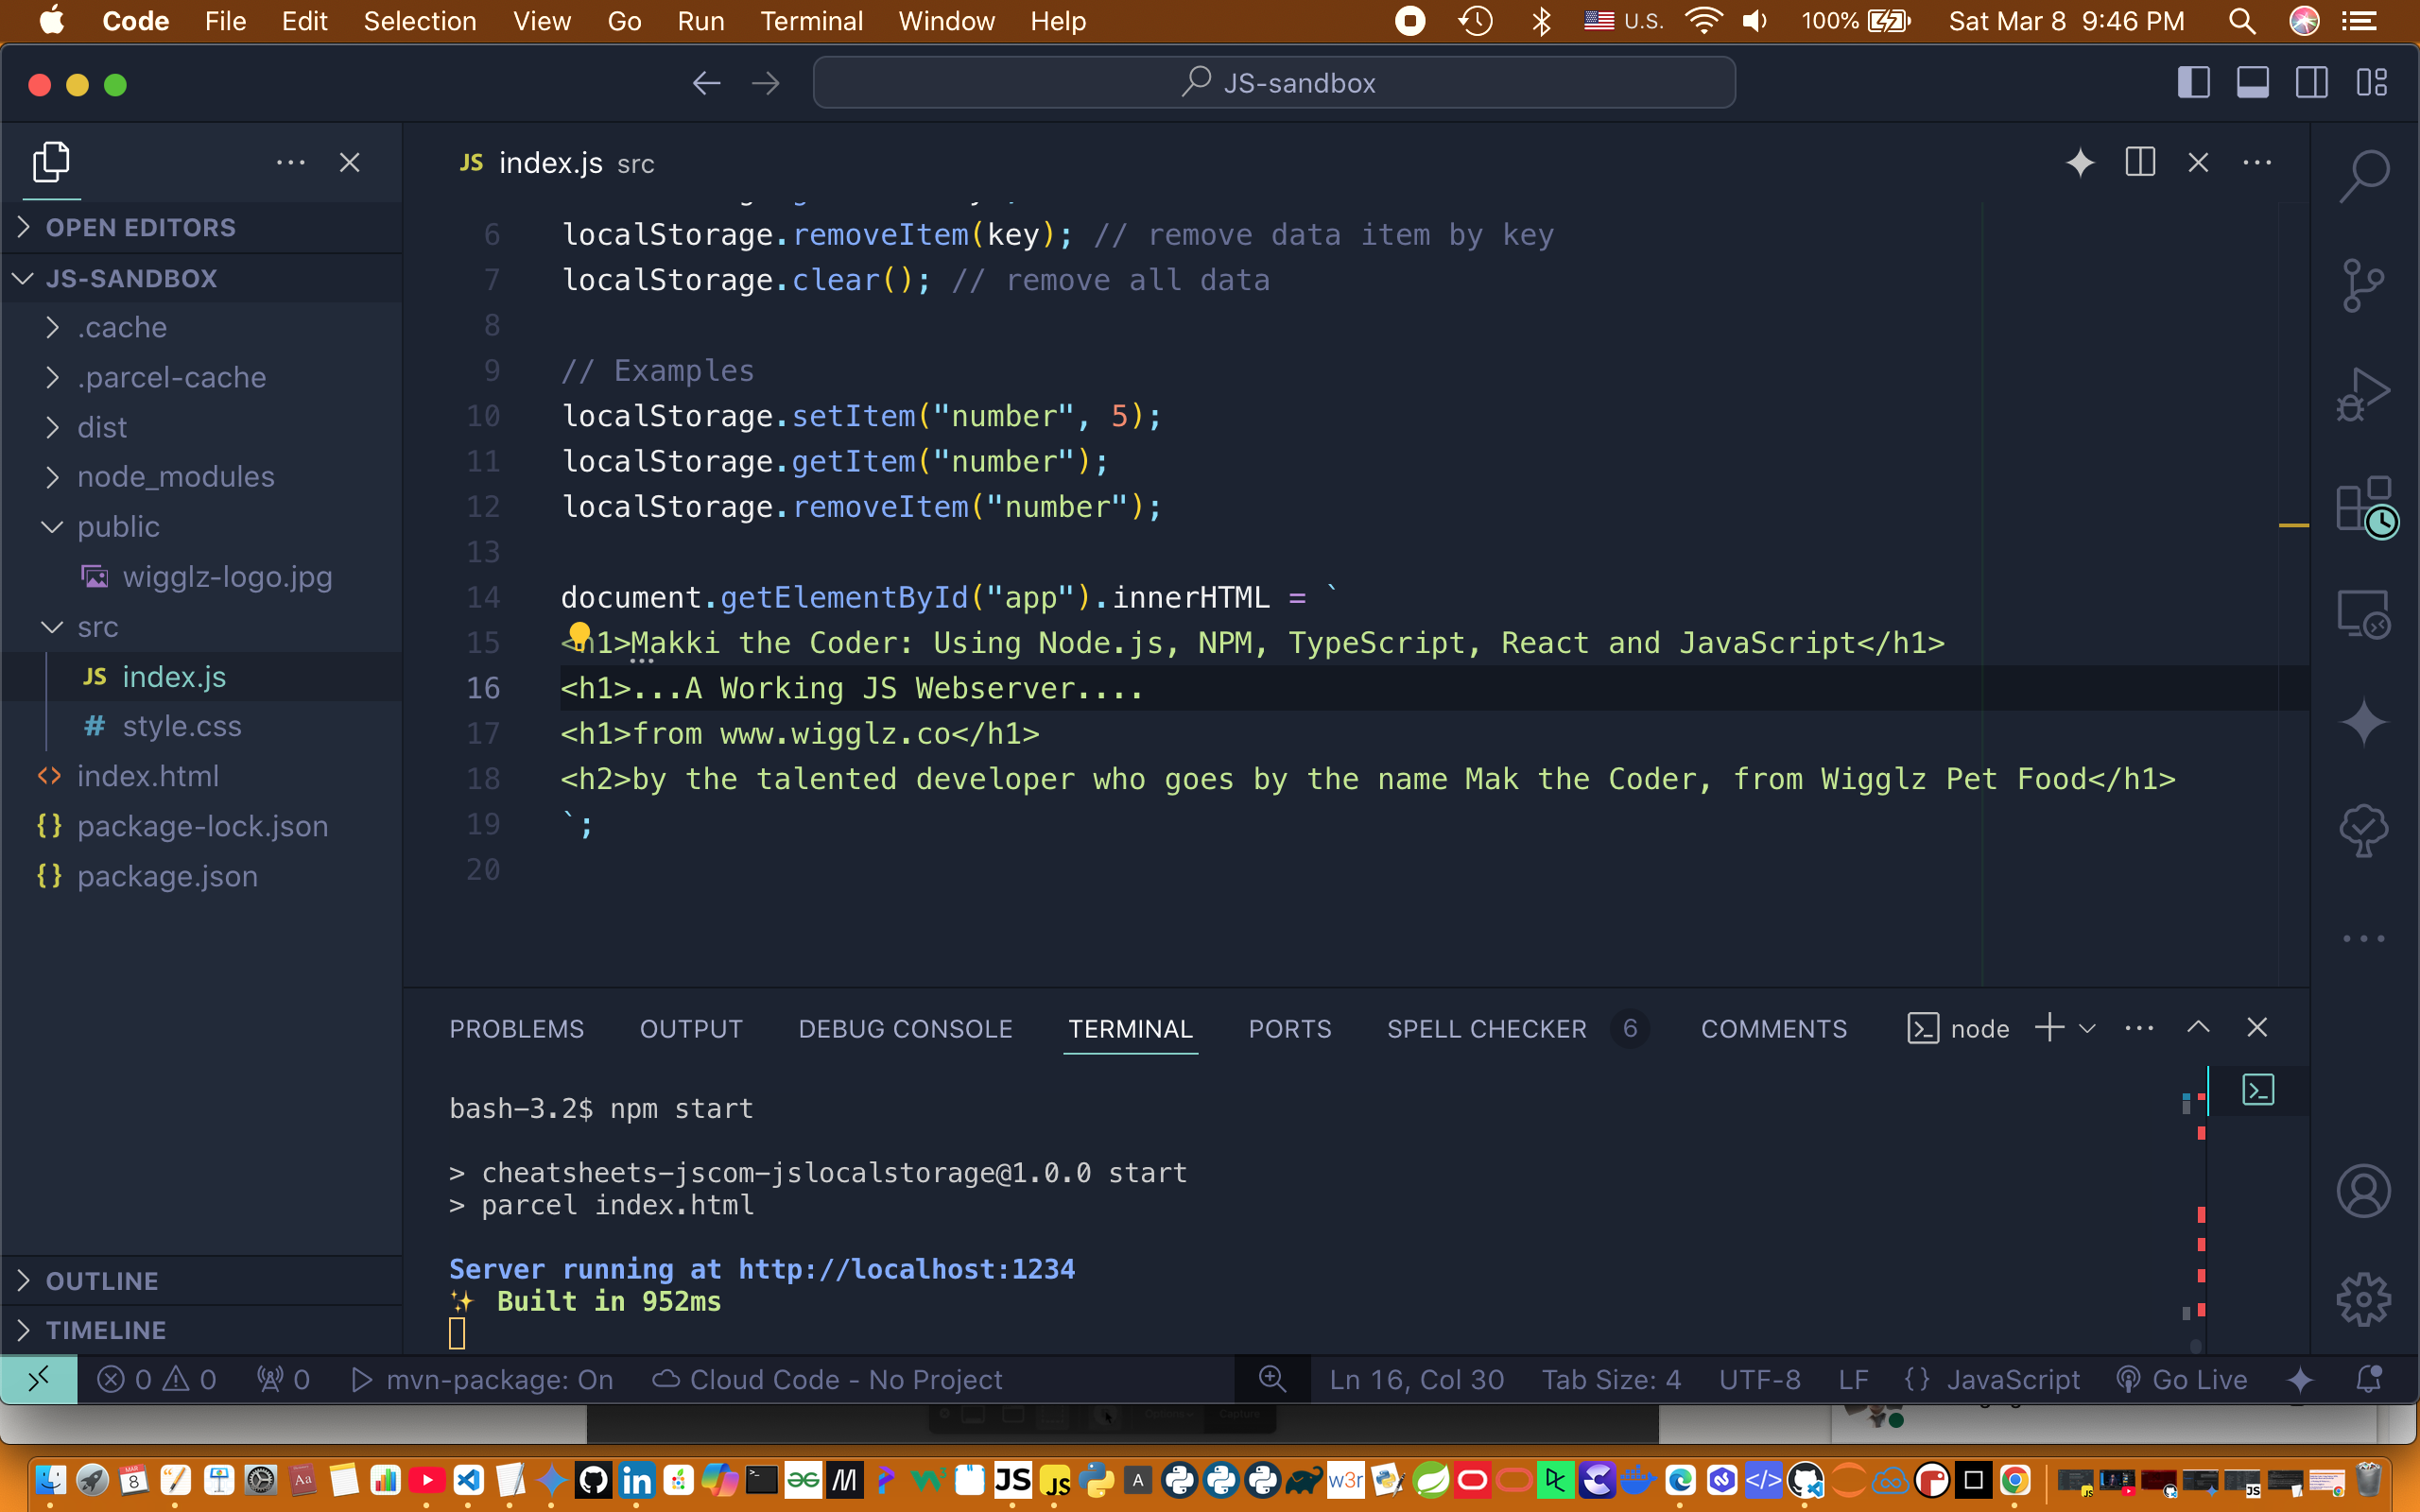 Code File Edit Selection View Go Run Terminal Window Help U.S. 100% Sat Mar 8 9:46 PM
JS-sandbox
JS index.js src
OPEN EDITORS
JS-SANDBOX
.cache
.parcel-cache
dist
node_modules
public
wigglz-logo.jpg
src
JS index.js
# style.css
<> index.html
{} package-lock.json
{} package.json
OUTLINE
TIMELINE
6 localStorage.removeItem(key); // remove data item by key
7 localStorage.clear(); // remove all data
8
9 // Examples
10 localStorage.setItem("number", 5);
11 localStorage.getItem("number");
12 localStorage.removeItem("number");
13
14 document.getElementById("app").innerHTML = `
15 <h1>Makki the Coder: Using Node.js, NPM, TypeScript, React and JavaScript</h1>
16 <h1>...A Working JS Webserver....
17 <h1>from www.wigglz.co</h1>
18 <h2>by the talented developer who goes by the name Mak the Coder, from Wigglz Pet Food</h1>
19 `;
20
PROBLEMS OUTPUT DEBUG CONSOLE TERMINAL PORTS SPELL CHECKER 6 COMMENTS node
bash-3.2$ npm start
> cheatsheets-jscom-jslocalstorage@1.0.0 start
> parcel index.html
Server running at http://localhost:1234
✨ Built in 952ms
0 0 0 mvn-package: On Cloud Code - No Project Ln 16, Col 30 Tab Size: 4 UTF-8 LF {} JavaScript Go Live
MAR 8 Aa in JS JS A w3r </> JS